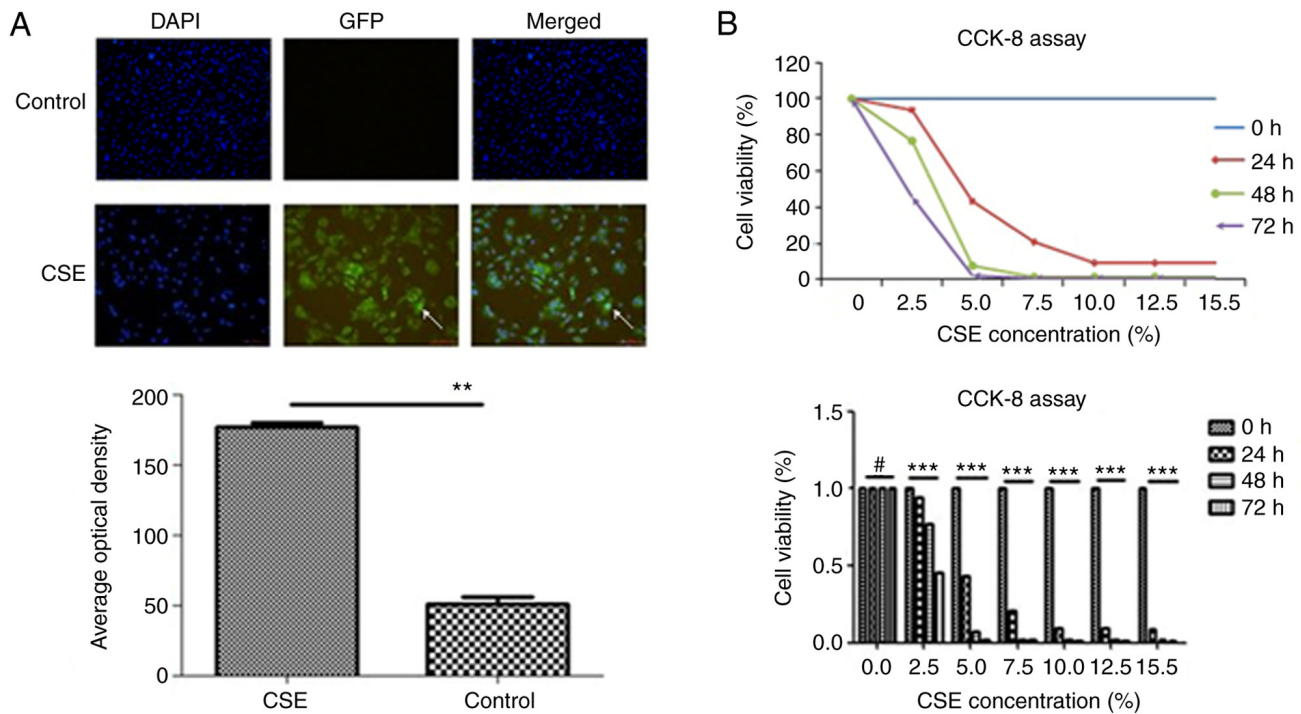 A
DAPI GFP Merged
Control
CSE
**
200
150
100
50
0
Average optical density
CSE Control
B
CCK-8 assay
120
100
80
60
40
20
0
Cell viability (%)
0 2.5 5.0 7.5 10.0 12.5 15.5
CSE concentration (%)
0 h
24 h
48 h
72 h
CCK-8 assay
1.5
1.0
0.5
0.0
Cell viability (%)
# *** *** *** *** *** ***
0.0 2.5 5.0 7.5 10.0 12.5 15.5
CSE concentration (%)
0 h
24 h
48 h
72 h